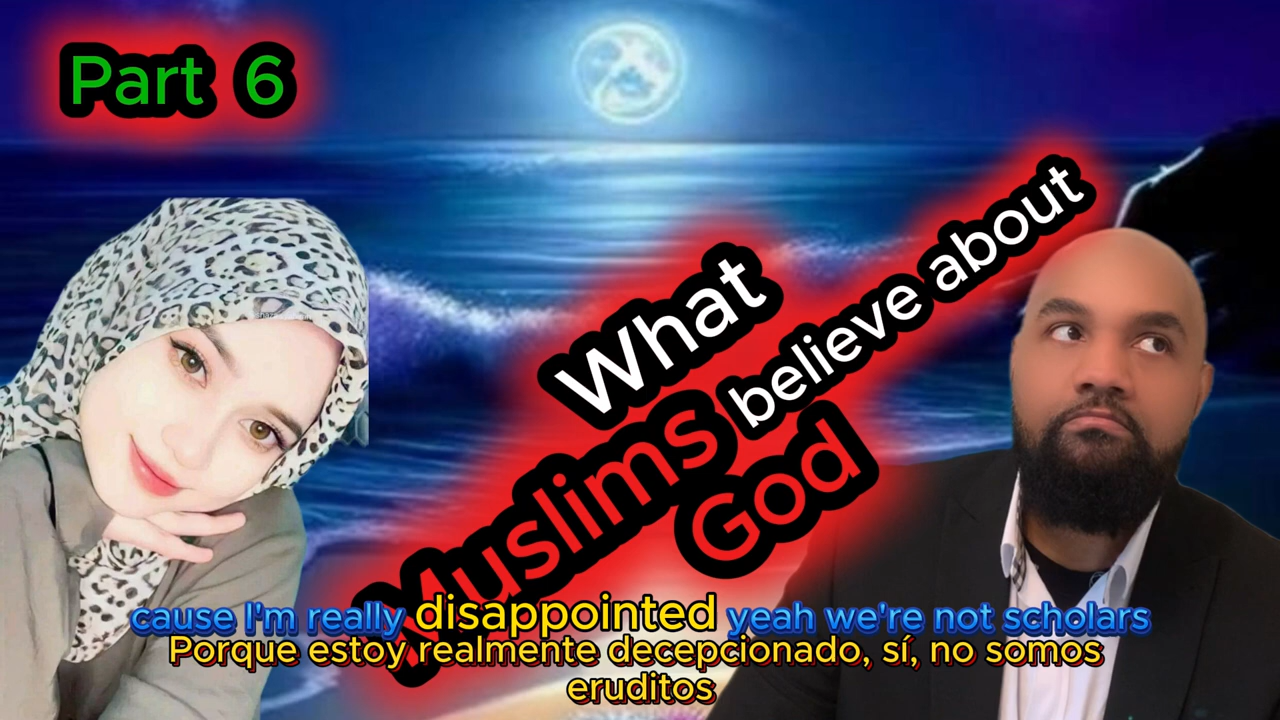 Part 6
What
Muslims believe about
God
cause I'm really disappointed yeah we're not scholars
Porque estoy realmente decepcionado, sí, no somos
eruditos